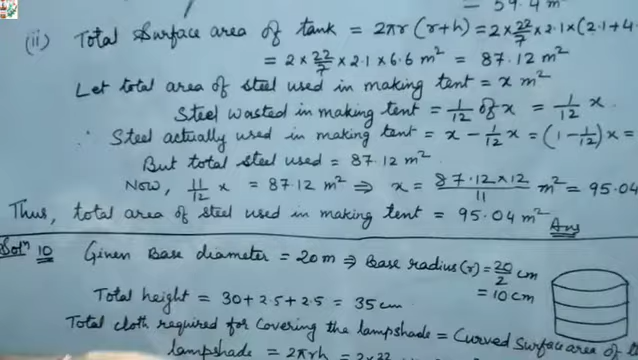 = 59.4 m
(ii) Total Surface area of tank = 2πr (r+h) = 2×22/7×2.1×(2.1+4.
= 2×22/7×2.1×6.6 m² = 87.12 m²
Let total area of steel used in making tent = x m²
Steel wasted in making tent = 1/12 of x = 1/12 x.
∴ Steel actually used in making tent = x - 1/12 x = (1-1/12)x =
But total steel used = 87.12 m².
Now, 11/12 x = 87.12 m² ⇒ x = 87.12×12/11 m² = 95.04
Thus, total area of steel used in making tent = 95.04 m² Ans
Solⁿ 10 Given Base diameter = 20m ⇒ Base radius(r) = 20/2 cm
= 10 cm
Total height = 30+2.5+2.5 = 35 cm
Total cloth required for covering the lampshade = Curved Surface area of
lampshade = 2πrh = 2×22